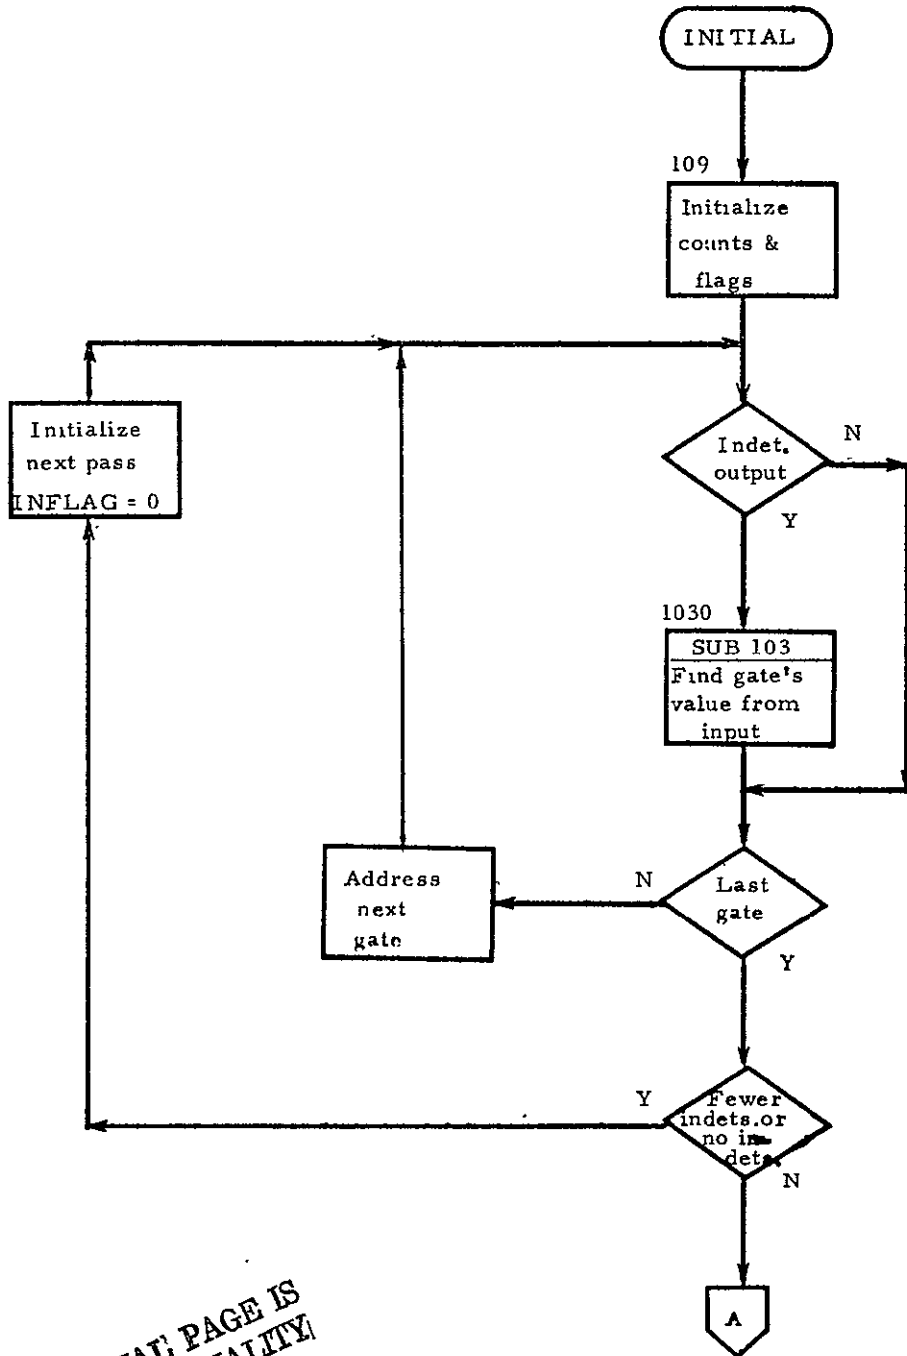 INITIAL
109
Initialize
counts &
flags
Initialize
next pass
INFLAG = 0
Indet.
output
N
Y
1030
SUB 103
Find gate's
value from
input
Address
next
gate
N
Last
gate
Y
Y
Fewer
indets.or
no in-
dets.
N
A
PAGE IS